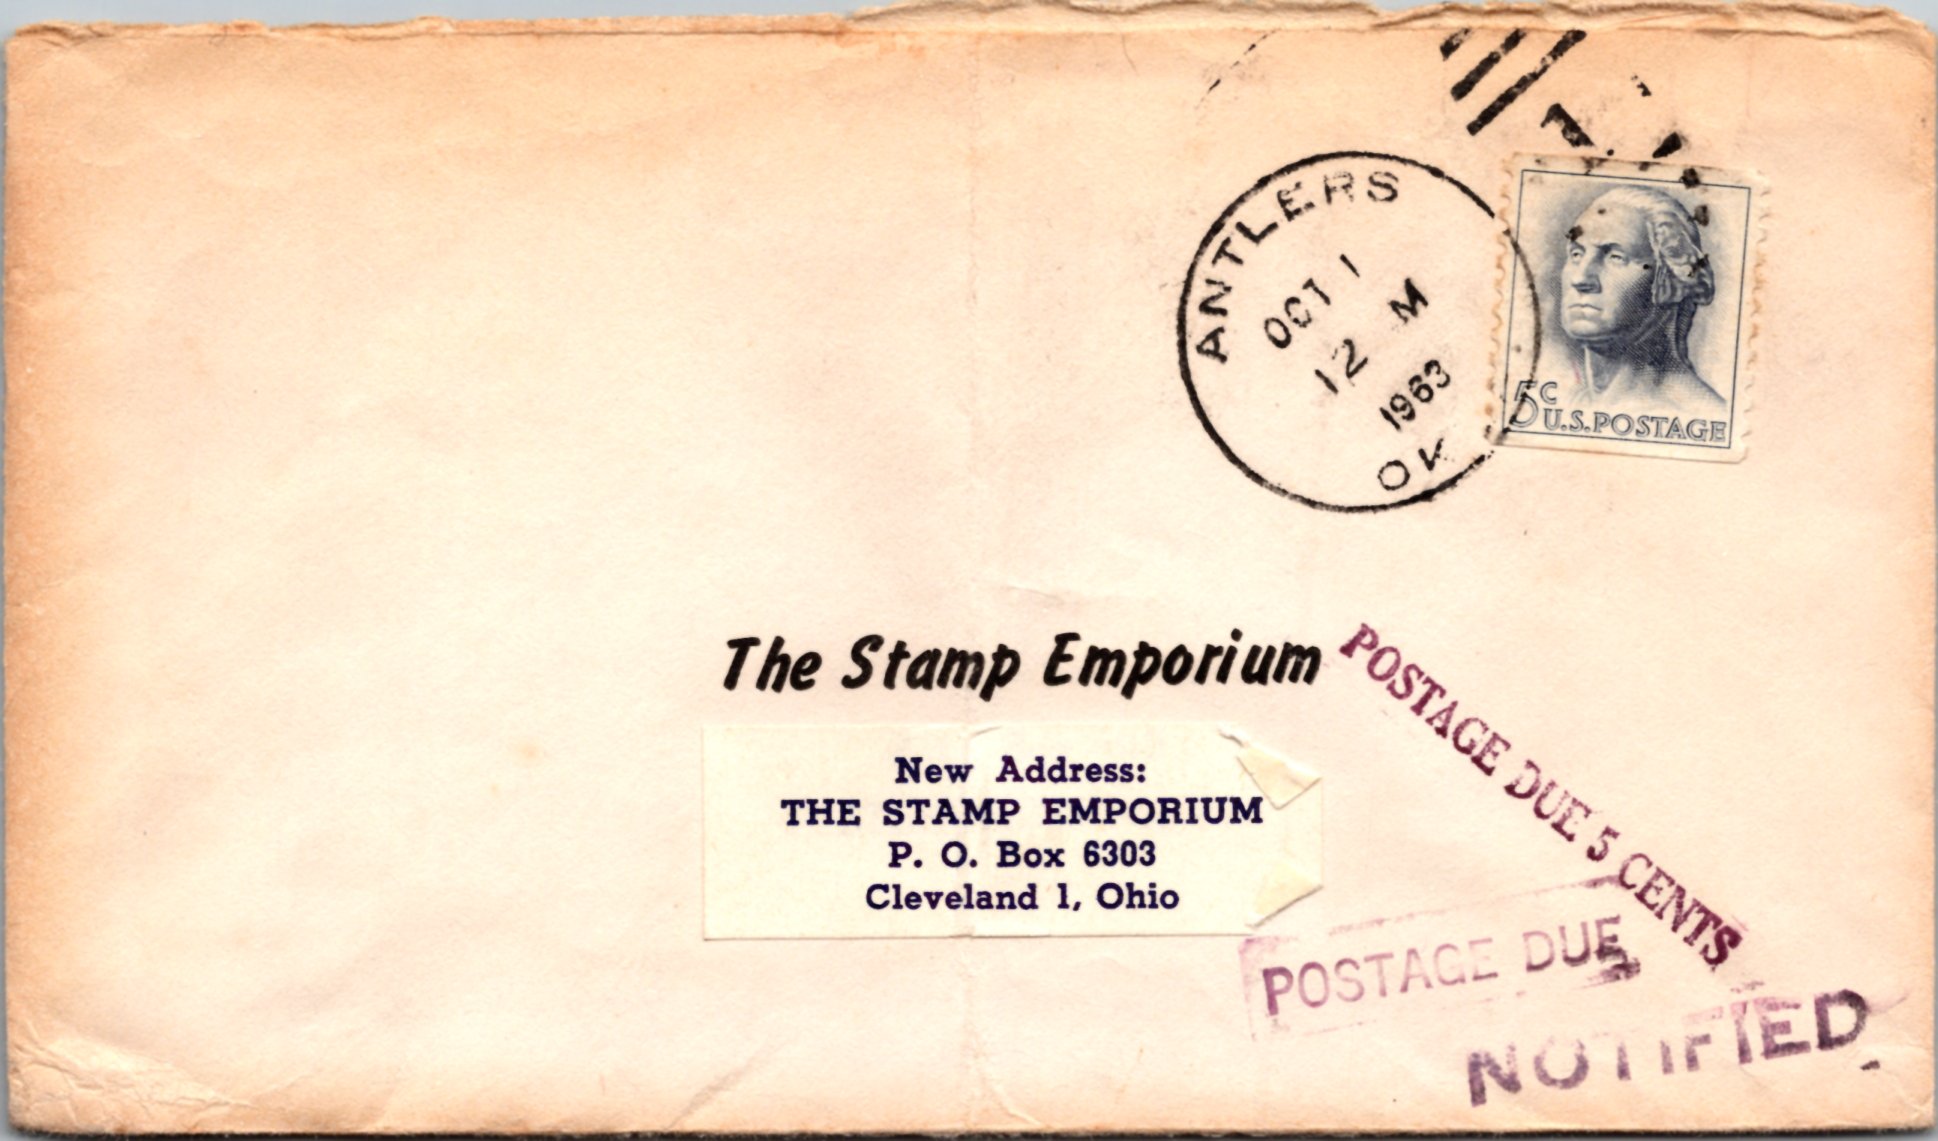 ANTLERS
OCT 1
12 M
1963
OK
5c
U.S. POSTAGE
The Stamp Emporium
New Address:
THE STAMP EMPORIUM
P. O. Box 6303
Cleveland 1, Ohio
POSTAGE DUE 5 CENTS
POSTAGE DUE
NOTIFIED